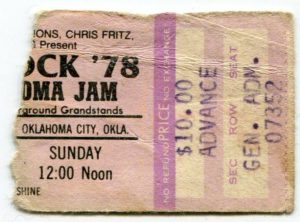 IONS, CHRIS FRITZ,
Present
OCK '78
OMA JAM
rground Grandstands
OKLAHOMA CITY, OKLA.
SUNDAY
12:00 Noon
SHINE
NO REFUND PRICE NO EXCHANGE
$10.00
ADVANCE
SEC ROW SEAT
GEN. ADM.
07352